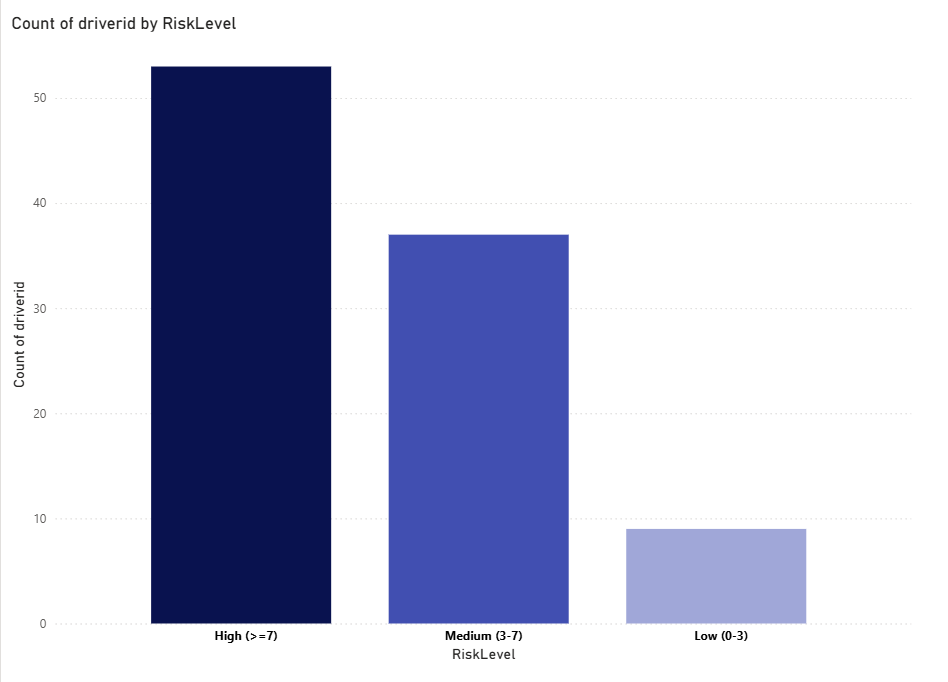 Count of driverid by RiskLevel
50
40
30
20
10
0
Count of driverid
High (>=7)
Medium (3-7)
Low (0-3)
RiskLevel